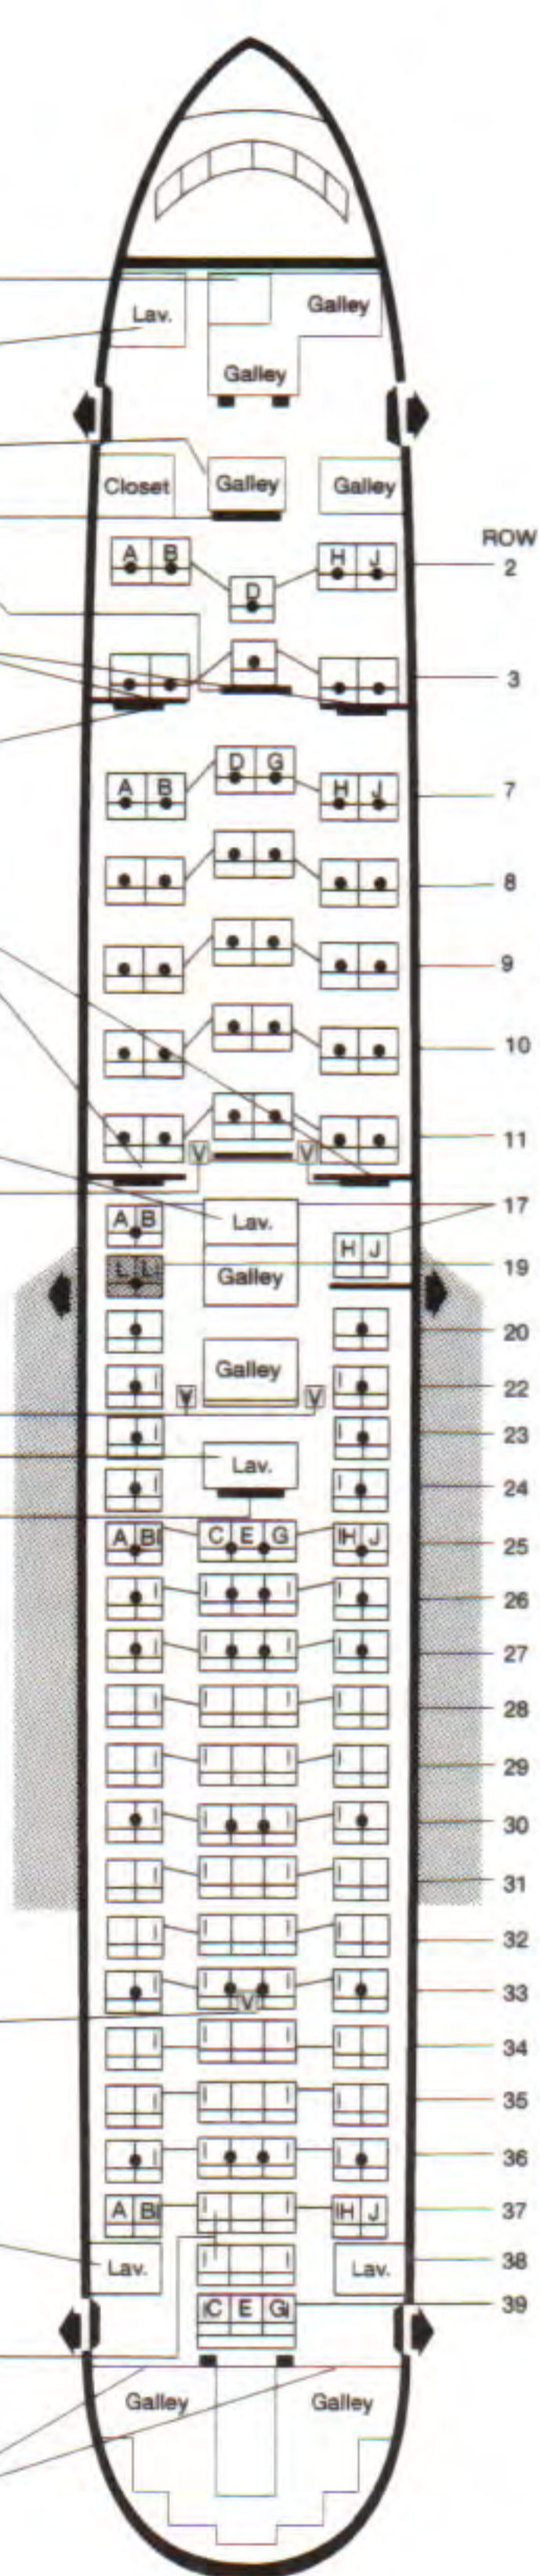 Lav.
Galley
Galley
Closet
Galley
Galley
ROW
A B
H J
2
D
3
D G
A B
H J
7
8
9
10
11
V
V
A B
Lav.
17
H J
L L
Galley
19
20
Galley
22
V
V
23
Lav.
24
A B
C E G
H J
25
26
27
28
29
30
31
32
33
V
34
35
36
A B
H J
37
Lav.
Lav.
38
C E G
39
Galley
Galley